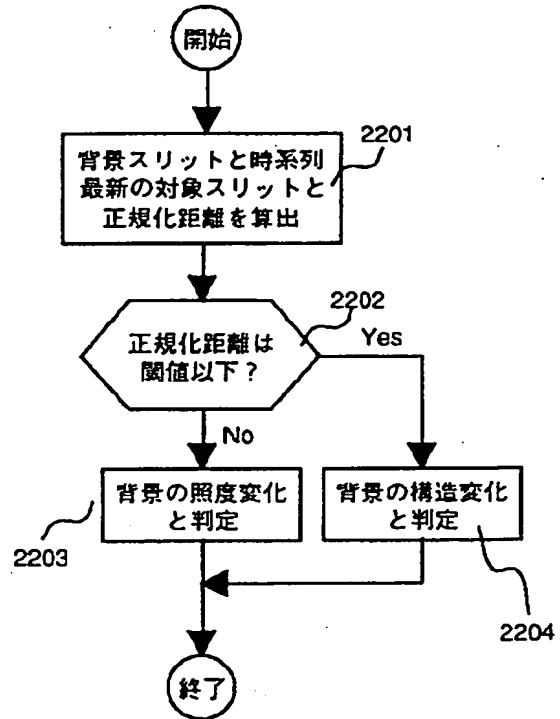 開始
2201
背景スリットと時系列
最新の対象スリットと
正規化距離を算出
2202
正規化距離は
閾値以下?
Yes
No
背景の照度変化
と判定
背景の構造変化
と判定
2203
2204
終了